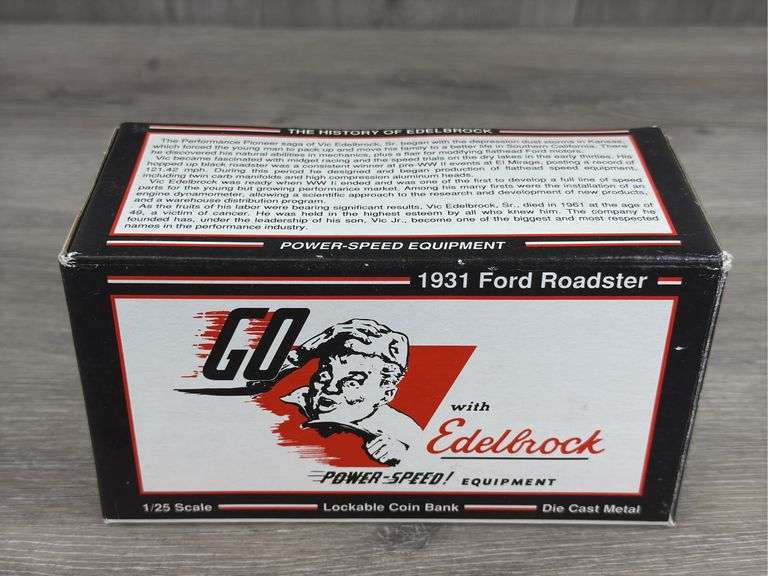 THE HISTORY OF EDELBROCK
The Performance Pioneer saga of Vic Edelbrock, Sr. began with the depression dust storms in Kansas,
which forced the young man to pack up and move his family to a better life in Southern California. There
he discovered his natural abilities in mechanics, plus a flair for modifying flathead Ford motors.
Vic became fascinated with midget racing and the speed trials on the dry lakes in the early thirties. His
hopped up black roadster was a consistent winner at pre-WW II events at El Mirage, posting a record of
121.42 mph. During this period he designed and began production of flathead speed equipment,
including dual carb manifolds and high compression aluminum heads.
Vic Edelbrock was ready when WW II ended and was one of the first to develop a full line of speed
parts for the young but growing performance market. Among his many firsts were the installation of an
engine dynamometer, allowing a scientific approach to the research and development of new products,
and a warehouse distribution program.
As the fruits of his labor were bearing significant results, Vic Edelbrock, Sr., died in 1961 at the age of
49, a victim of cancer. He was held in the highest esteem by all who knew him. The company he
founded has, under the leadership of his son, Vic Jr., become one of the biggest and most respected
names in the performance industry.
POWER-SPEED EQUIPMENT
1931 Ford Roadster
GO
with
Edelbrock
POWER-SPEED! EQUIPMENT
1/25 Scale Lockable Coin Bank Die Cast Metal